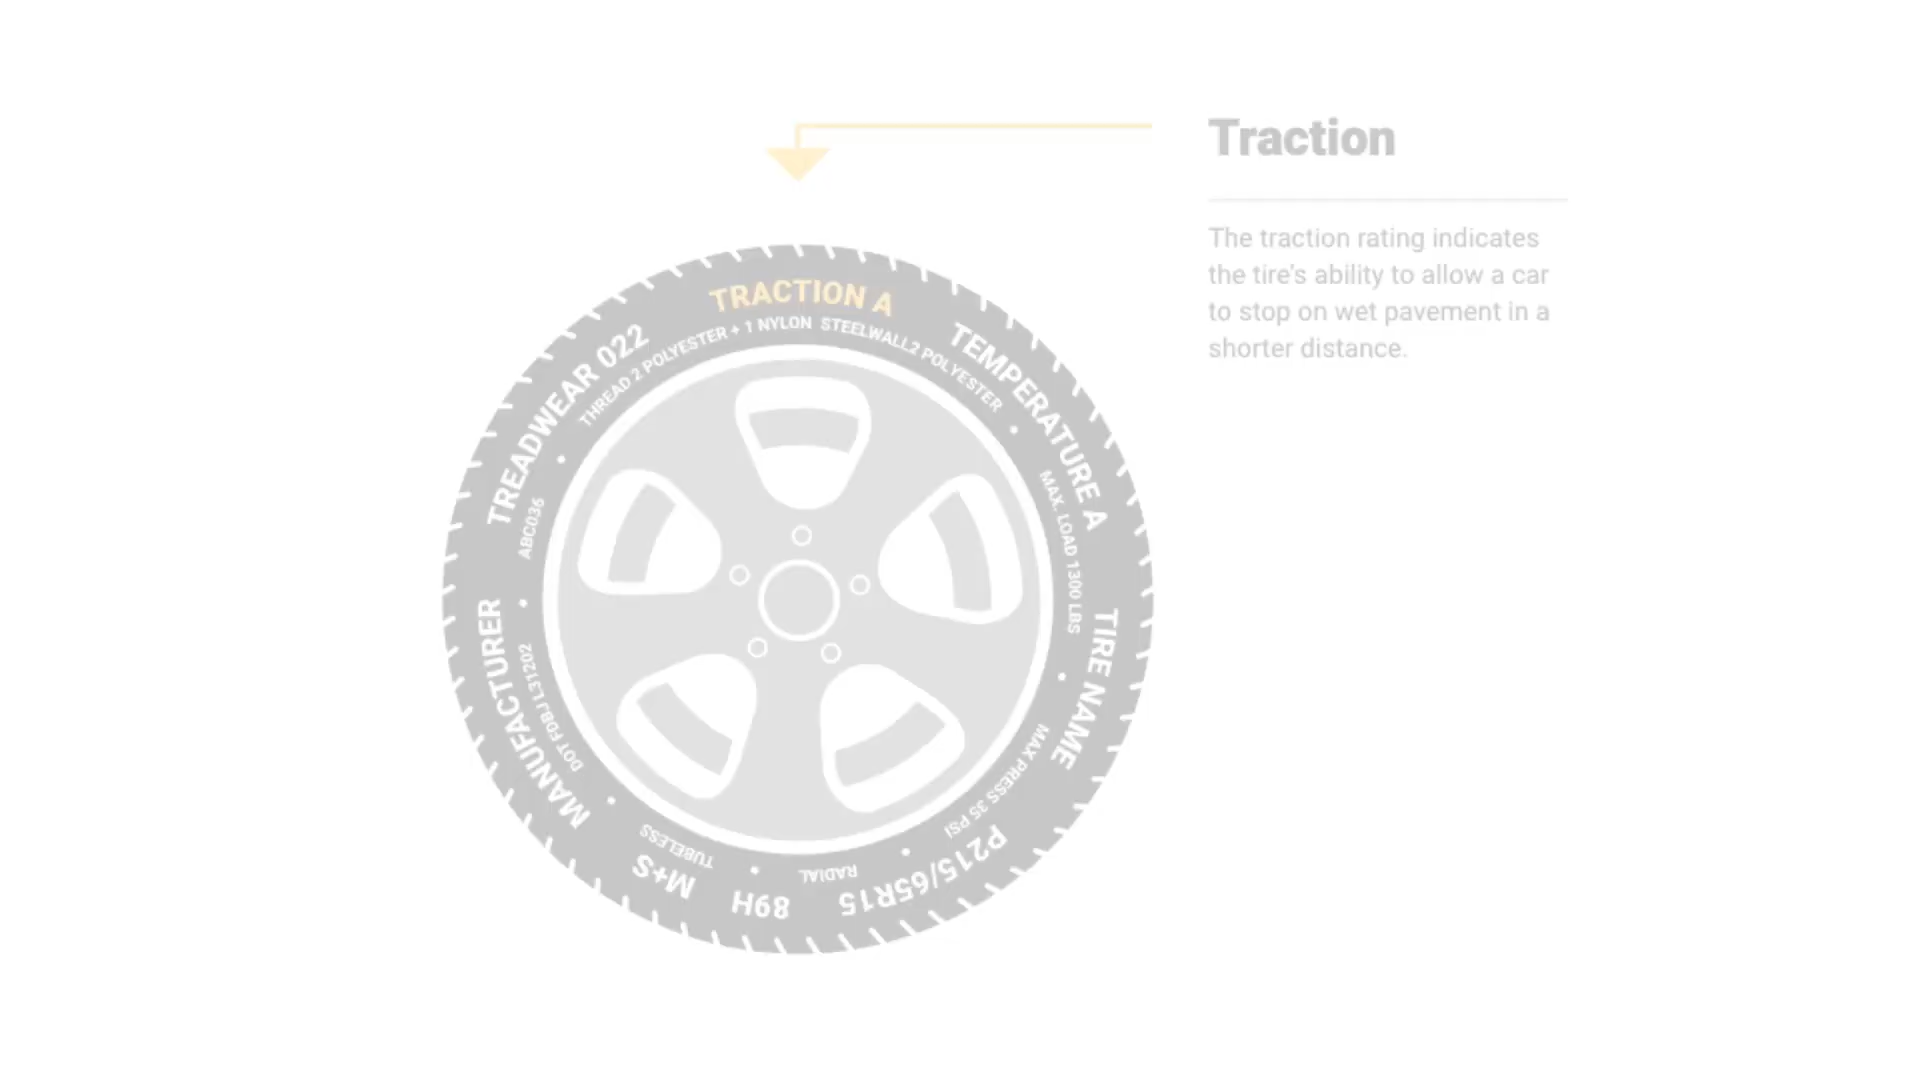 Traction
The traction rating indicates
the tire's ability to allow a car
to stop on wet pavement in a
shorter distance.
TRACTION A
TEMPERATURE A
TIRE NAME
P215/65R15
89H
M+S
MANUFACTURER
TREADWEAR 022
THREAD 2 POLYESTER + 1 NYLON STEELWALL2 POLYESTER
MAX. LOAD 1300 LBS
MAX PRESS 35 PSI
RADIAL
TUBELESS
DOT FDBJ L31202
ABC036